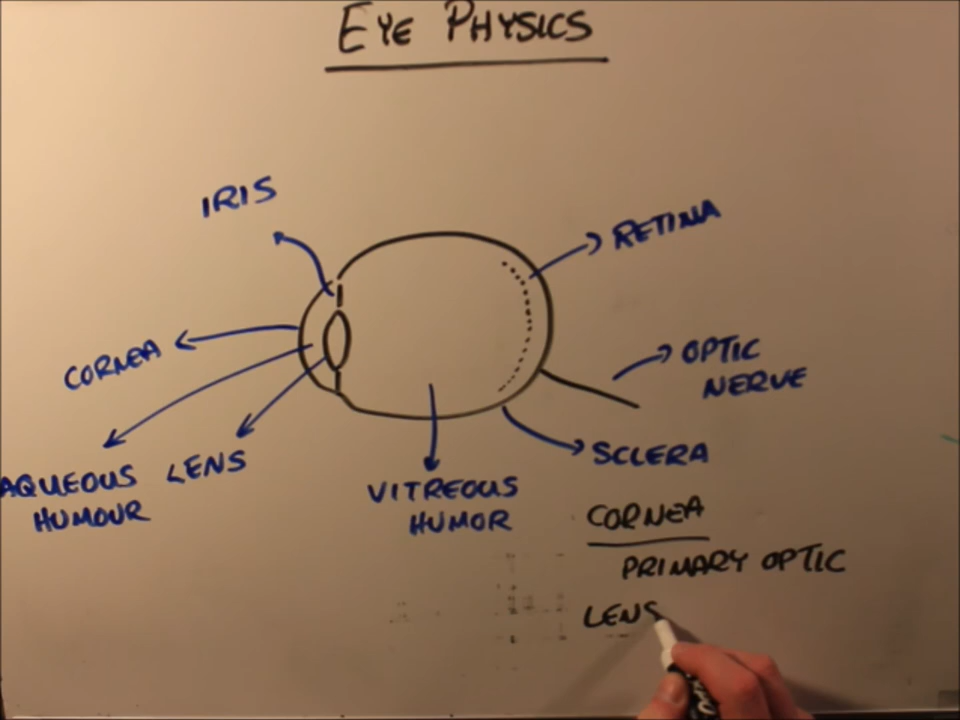 EYE PHYSICS
IRIS
RETINA
CORNEA
OPTIC
NERVE
AQUEOUS
HUMOUR
LENS
VITREOUS
HUMOR
SCLERA
CORNEA
PRIMARY OPTIC
LENS